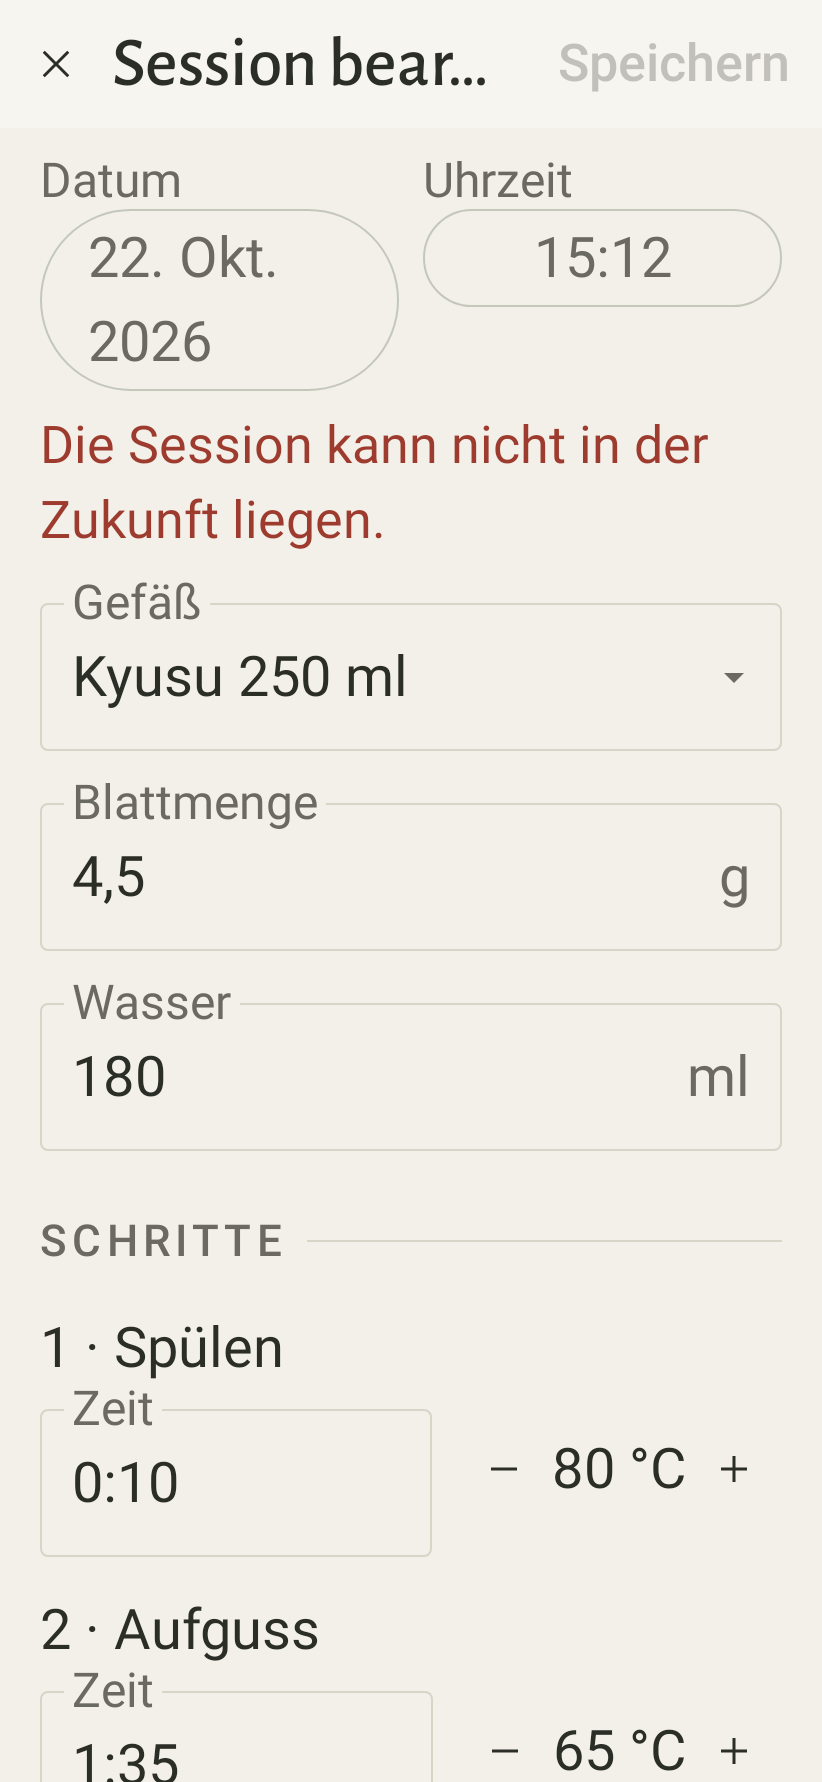 Session bear…
Speichern
Datum
Uhrzeit
22. Okt.
2026
15:12
Die Session kann nicht in der
Zukunft liegen.
Gefäß
Kyusu 250 ml
Blattmenge
4,5 g
Wasser
180 ml
SCHRITTE
1 · Spülen
Zeit
0:10
− 80 °C +
2 · Aufguss
Zeit
1:35
− 65 °C +